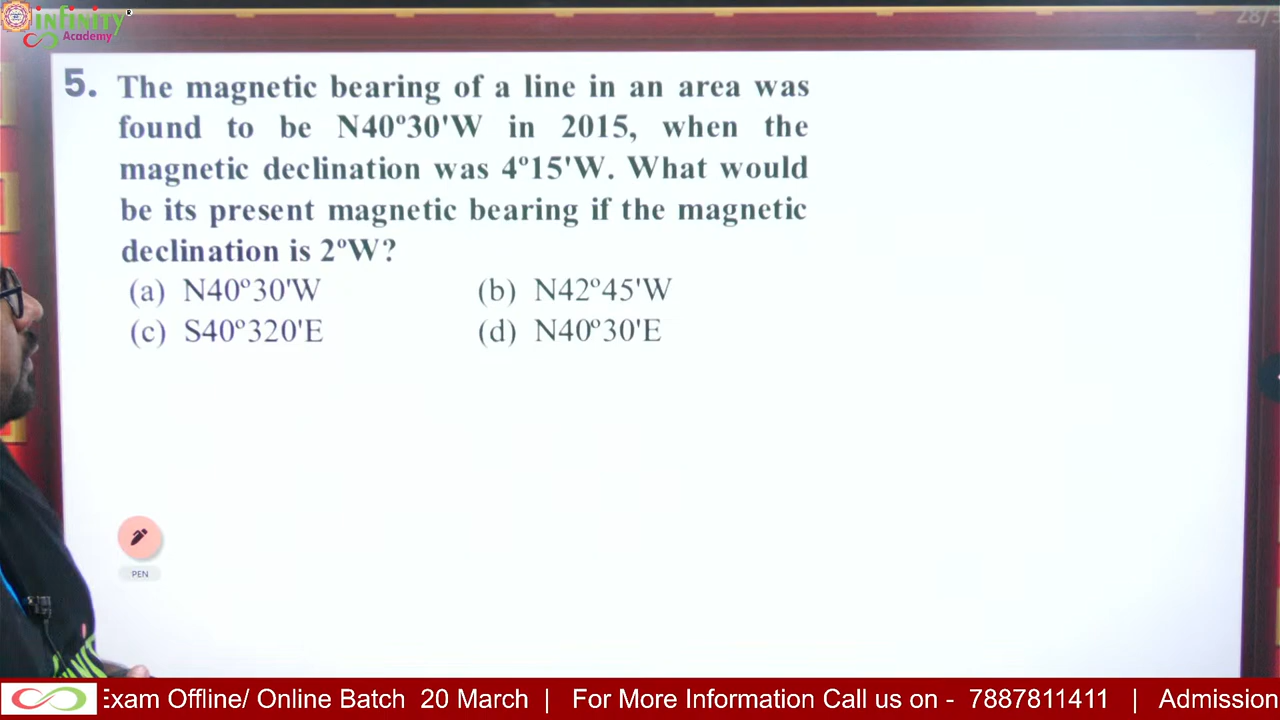 infinity
Academy
28/
5. The magnetic bearing of a line in an area was
found to be N40º30'W in 2015, when the
magnetic declination was 4º15'W. What would
be its present magnetic bearing if the magnetic
declination is 2ºW?
(a) N40º30'W (b) N42º45'W
(c) S40º320'E (d) N40º30'E
PEN
Exam Offline/ Online Batch 20 March | For More Information Call us on - 7887811411 | Admission